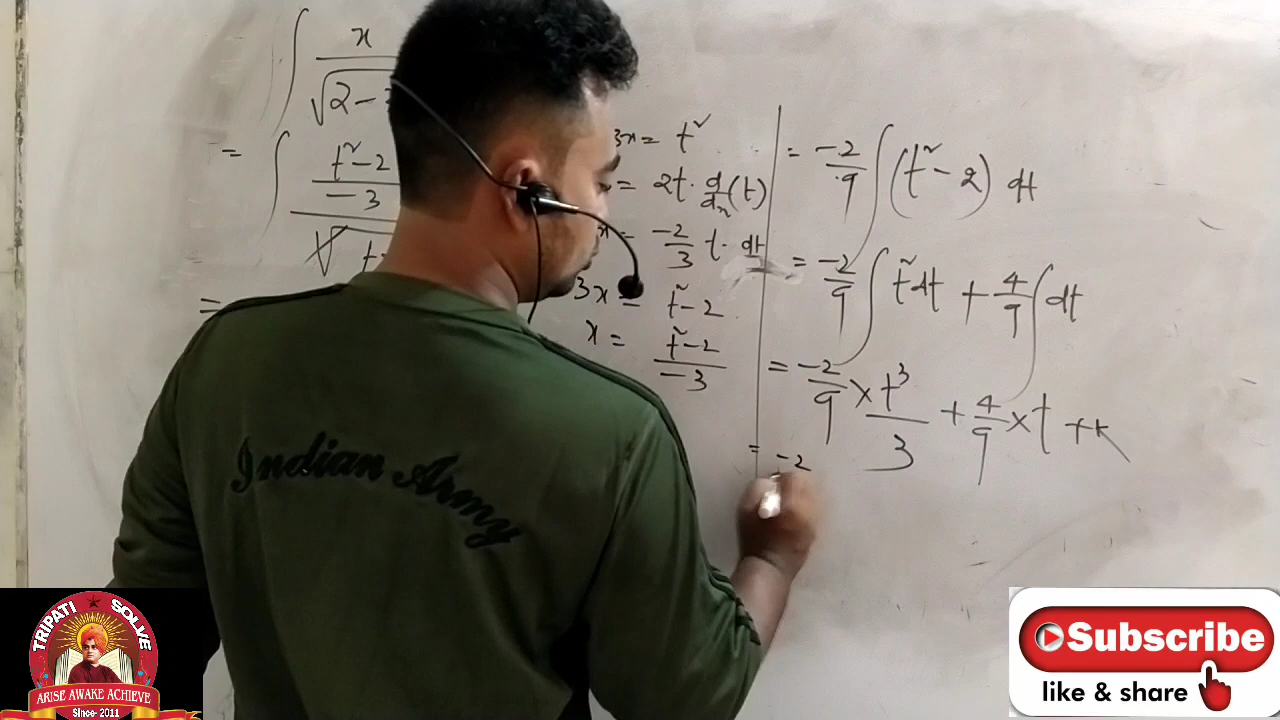 ∫ x / √2 -
= ∫ (t² - 2 / -3) / √t
=
3x = t²
= 2t · d/dx (t)
x = -2/3 t · dt
3x = t² - 2
x = t² - 2 / -3
= -2/9 ∫ (t² - 2) dt
= -2/9 ∫ t² dt + 4/9 ∫ dt
= -2/9 × t³/3 + 4/9 × t + k
= -2
Indian Army
TRIPATI SOLVE
ARISE AWAKE ACHIEVE
Since- 2011
Subscribe
like & share